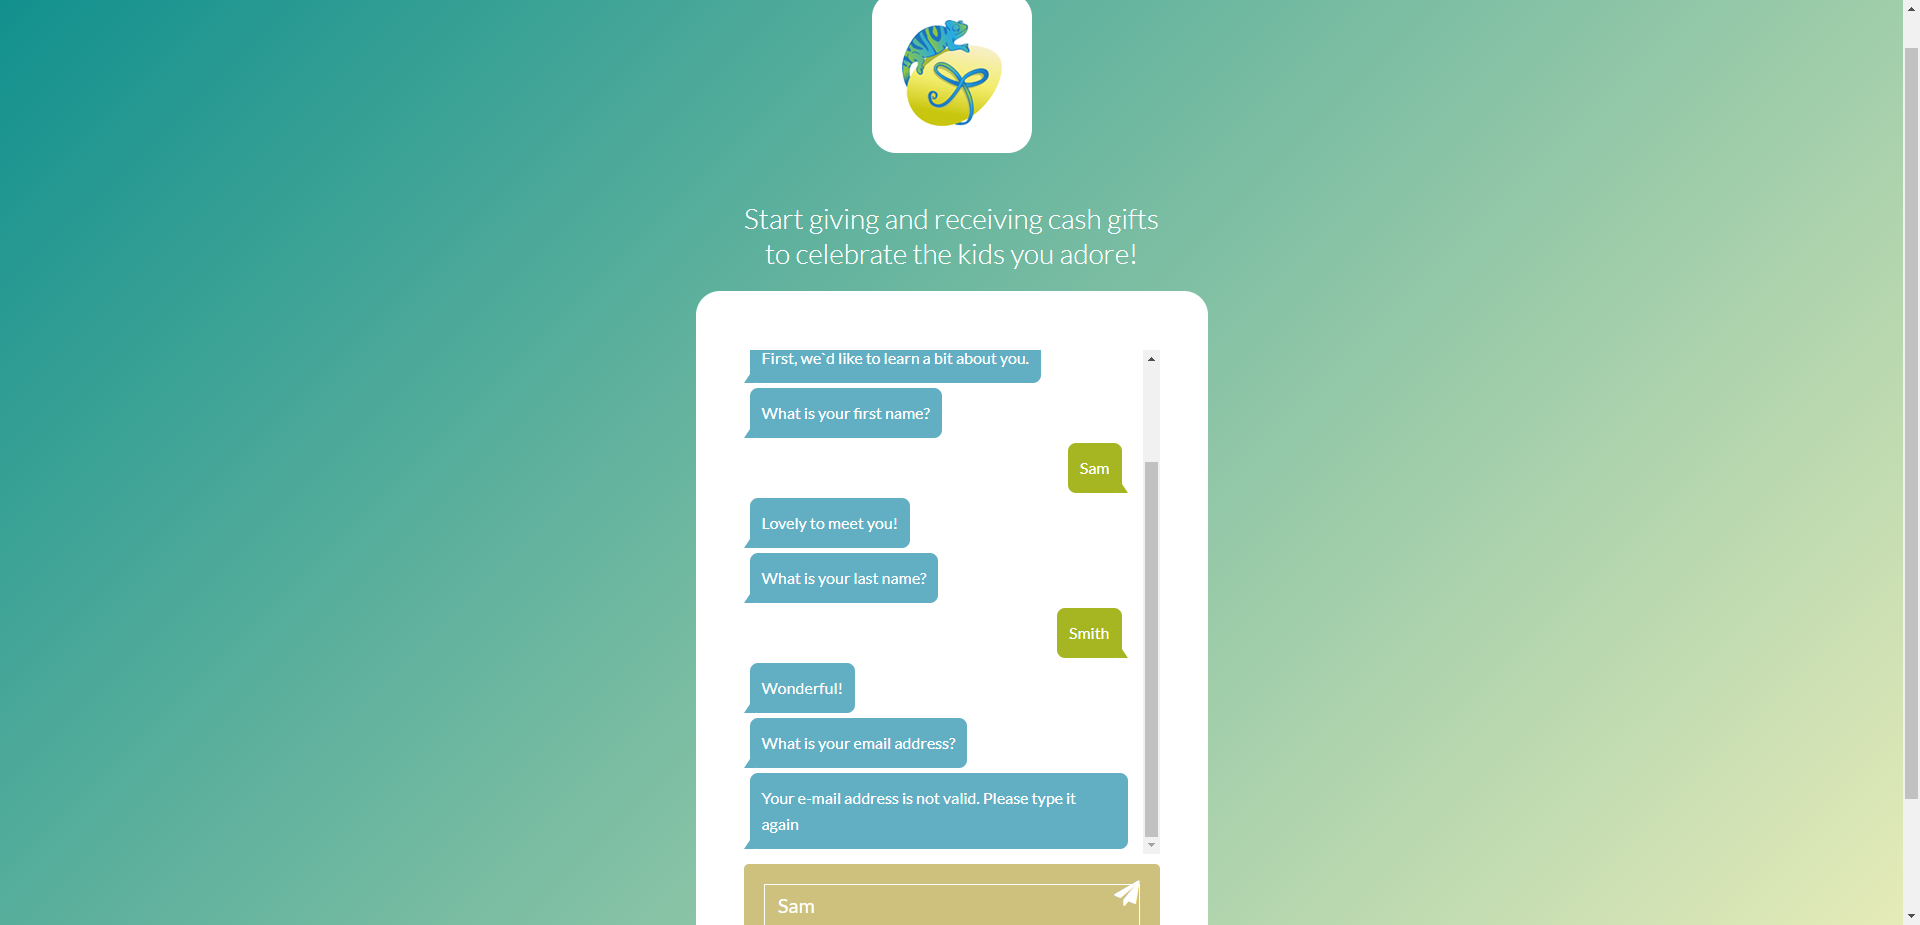 Start giving and receiving cash gifts
to celebrate the kids you adore!
First, we`d like to learn a bit about you.
What is your first name?
Sam
Lovely to meet you!
What is your last name?
Smith
Wonderful!
What is your email address?
Your e-mail address is not valid. Please type it
again
Sam